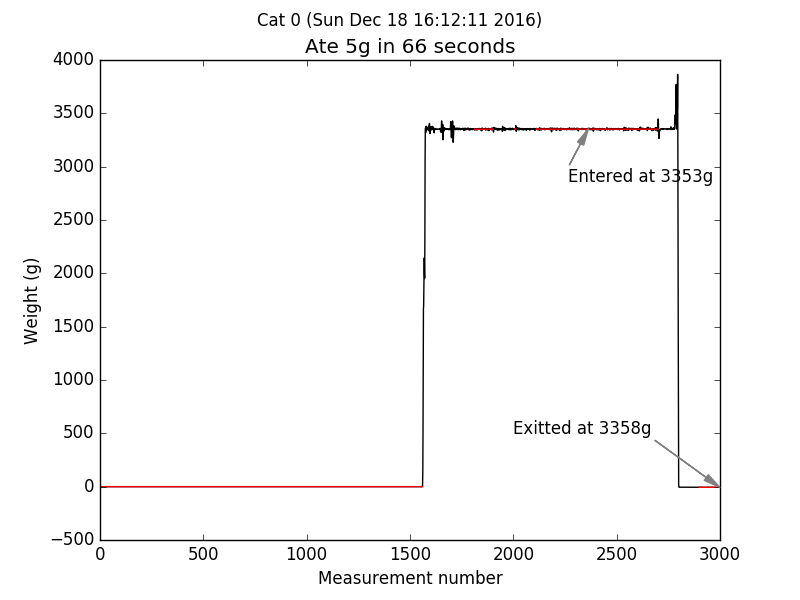 Cat 0 (Sun Dec 18 16:12:11 2016)
Ate 5g in 66 seconds
4000
3500
3000
2500
2000
1500
1000
500
0
−500
Weight (g)
Entered at 3353g
Exitted at 3358g
0 500 1000 1500 2000 2500 3000
Measurement number